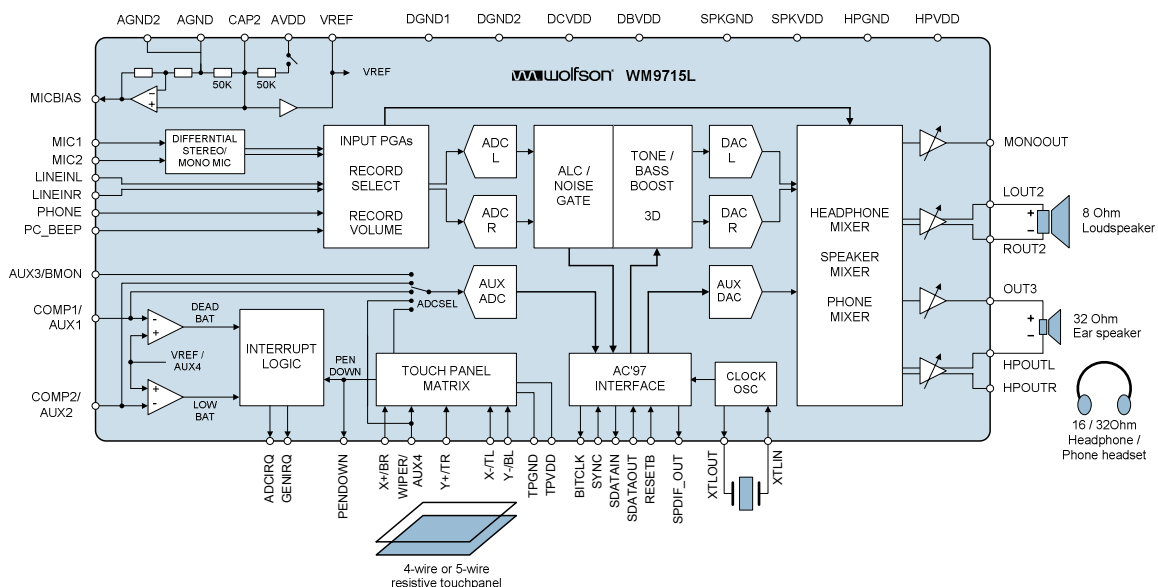 AGND2
AGND
CAP2
AVDD
VREF
DGND1
DGND2
DCVDD
DBVDD
SPKGND
SPKVDD
HPGND
HPVDD
50K
50K
VREF
wolfson WM9715L
MICBIAS
MIC1
MIC2
LINEINL
LINEINR
PHONE
PC_BEEP
AUX3/BMON
COMP1/
AUX1
COMP2/
AUX2
DIFFERNTIAL
STEREO/
MONO MIC
INPUT PGAs
RECORD
SELECT
RECORD
VOLUME
ADC
L
ADC
R
ALC /
NOISE
GATE
TONE /
BASS
BOOST
3D
DAC
L
DAC
R
HEADPHONE
MIXER
SPEAKER
MIXER
PHONE
MIXER
MONOOUT
LOUT2
+
−
8 Ohm
Loudspeaker
ROUT2
OUT3
+
−
32 Ohm
Ear speaker
HPOUTL
HPOUTR
16 / 32Ohm
Headphone /
Phone headset
ADCSEL
AUX
ADC
AUX
DAC
-
+
DEAD
BAT
VREF /
AUX4
+
-
LOW
BAT
INTERRUPT
LOGIC
PEN
DOWN
TOUCH PANEL
MATRIX
AC'97
INTERFACE
CLOCK
OSC
-
+
ADCIRQ
GENIRQ
PENDOWN
X+/BR
WIPER/
AUX4
Y+/TR
X-/TL
Y-/BL
TPGND
TPVDD
BITCLK
SYNC
SDATAIN
SDATAOUT
RESETB
SPDIF_OUT
XTLOUT
XTLIN
4-wire or 5-wire
resistive touchpanel